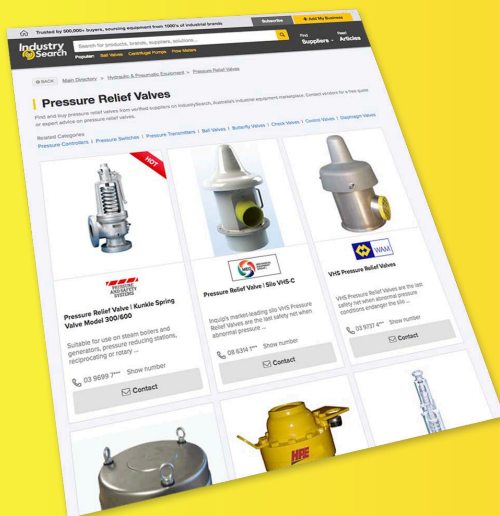 Trusted by 300,000+ buyers, sourcing equipment from 1000's of industrial brands
Subscribe
+ Add My Business
Industry
Search
Search for products, brands, suppliers, solutions...
Find
Suppliers
Read
Articles
Popular: Ball Valves Centrifugal Pumps Flow Meters
BACK Main Directory > Hydraulic & Pneumatic Equipment > Pressure Relief Valves
Pressure Relief Valves
Find and buy pressure relief valves from verified suppliers on IndustrySearch, Australia's industrial equipment marketplace. Contact vendors for a free quote
or expert advice on pressure relief valves.
Related Categories
Pressure Controllers | Pressure Switches | Pressure Transmitters | Ball Valves | Butterfly Valves | Check Valves | Control Valves | Diaphragm Valves
HOT
PRESSURE
AND SAFETY
SYSTEMS
Pressure Relief Valve | Kunkle Spring
Valve Model 300/600
Suitable for use on steam boilers and
generators, pressure reducing stations,
reciprocating or rotary ...
03 9699 7*** Show number
Contact
Pressure Relief Valve | Silo VHS-C
Inquip's market-leading silo VHS Pressure
Relief Valves are the last safety net when
abnormal pressure ...
08 6314 1*** Show number
Contact
WAM
VHS Pressure Relief Valves
VHS Pressure Relief Valves are the last
safety net when abnormal pressure
conditions endanger the silo ...
03 9737 4*** Show number
Contact
HRE